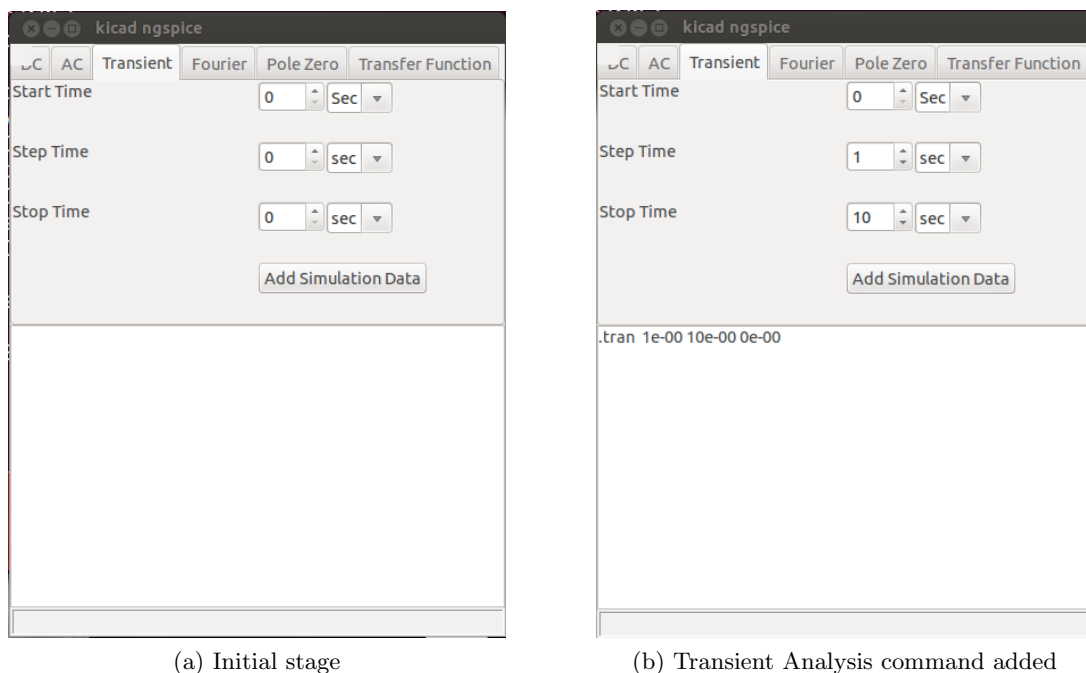 kicad ngspice
AC Transient Fourier Pole Zero Transfer Function
Start Time 0 Sec
Step Time 0 sec
Stop Time 0 sec
Add Simulation Data
(a) Initial stage
kicad ngspice
AC Transient Fourier Pole Zero Transfer Function
Start Time 0 Sec
Step Time 1 sec
Stop Time 10 sec
Add Simulation Data
.tran 1e-00 10e-00 0e-00
(b) Transient Analysis command added